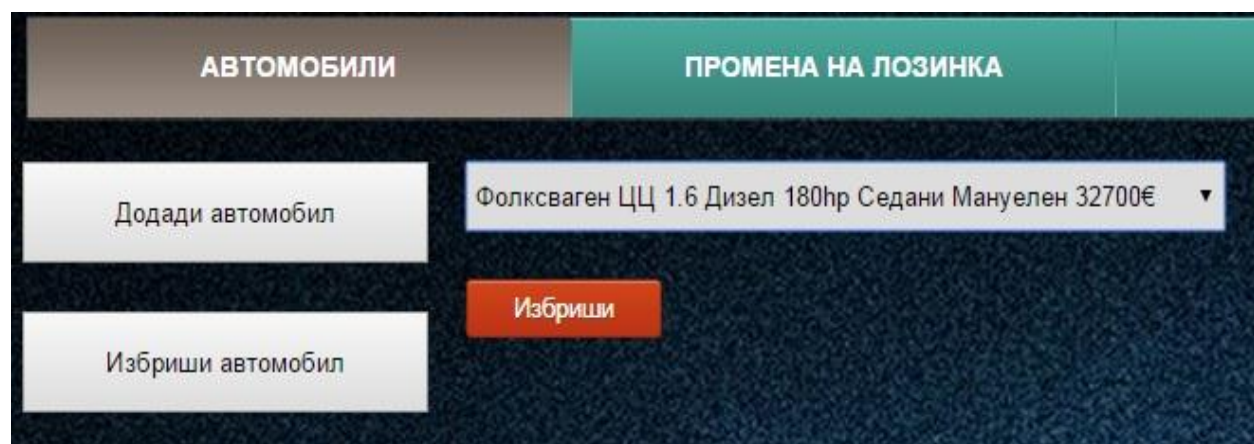 АВТОМОБИЛИ
ПРОМЕНА НА ЛОЗИНКА
Додади автомобил
Фолксваген ЦЦ 1.6 Дизел 180hp Седани Мануелен 32700€
Избриши
Избриши автомобил